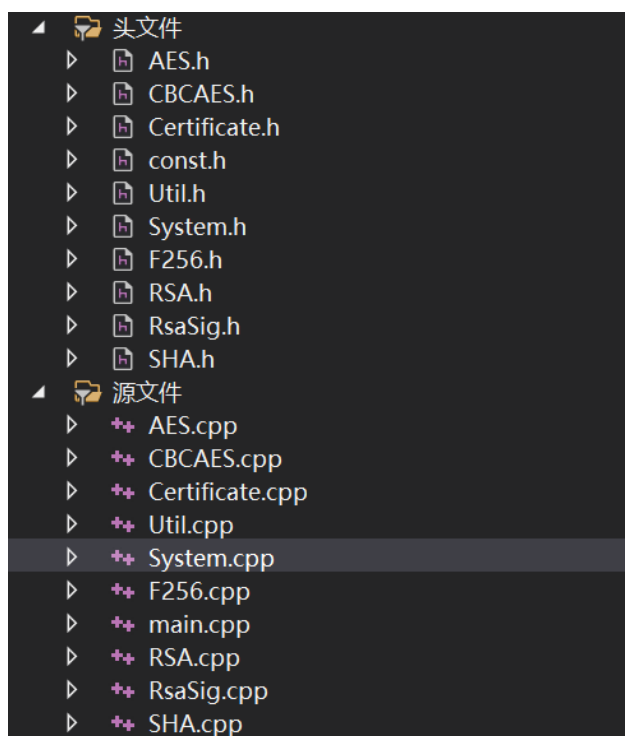 头文件
AES.h
CBCAES.h
Certificate.h
const.h
Util.h
System.h
F256.h
RSA.h
RsaSig.h
SHA.h
源文件
AES.cpp
CBCAES.cpp
Certificate.cpp
Util.cpp
System.cpp
F256.cpp
main.cpp
RSA.cpp
RsaSig.cpp
SHA.cpp